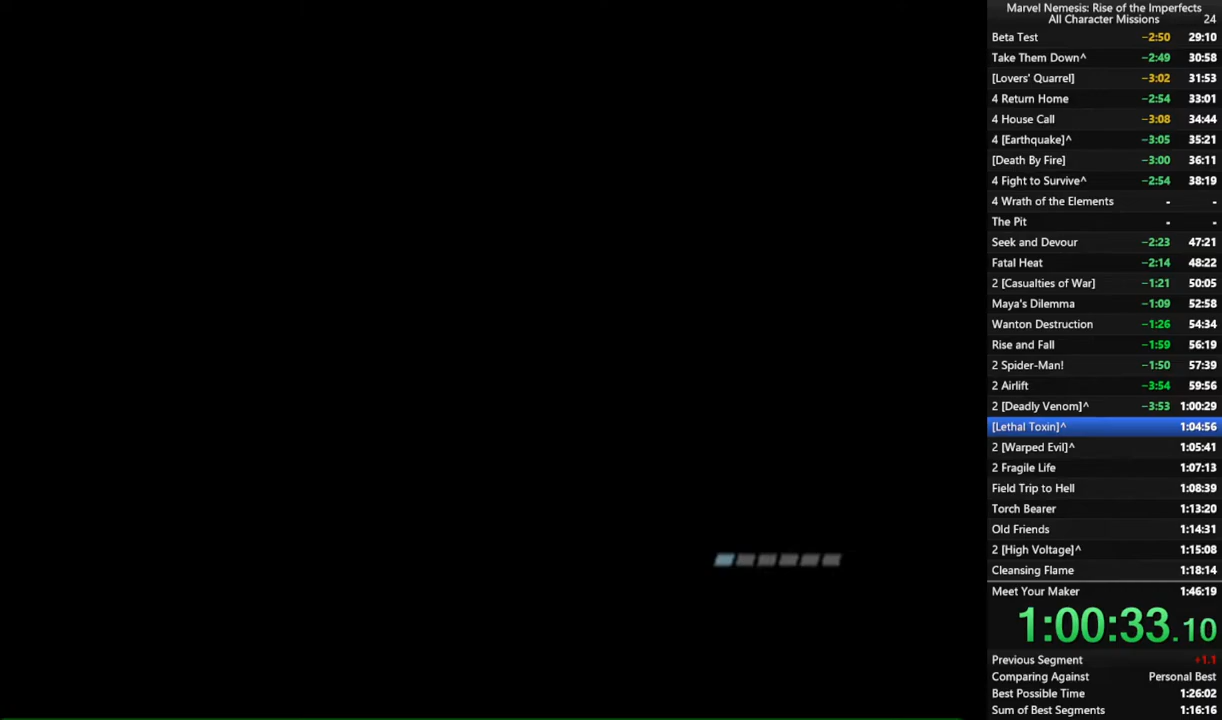 Marvel Nemesis: Rise of the Imperfects
All Character Missions 24
Beta Test −2:50 29:10
Take Them Down^ −2:49 30:58
[Lovers' Quarrel] −3:02 31:53
4 Return Home −2:54 33:01
4 House Call −3:08 34:44
4 [Earthquake]^ −3:05 35:21
[Death By Fire] −3:00 36:11
4 Fight to Survive^ −2:54 38:19
4 Wrath of the Elements - -
The Pit - -
Seek and Devour −2:23 47:21
Fatal Heat −2:14 48:22
2 [Casualties of War] −1:21 50:05
Maya's Dilemma −1:09 52:58
Wanton Destruction −1:26 54:34
Rise and Fall −1:59 56:19
2 Spider-Man! −1:50 57:39
2 Airlift −3:54 59:56
2 [Deadly Venom]^ −3:53 1:00:29
[Lethal Toxin]^ 1:04:56
2 [Warped Evil]^ 1:05:41
2 Fragile Life 1:07:13
Field Trip to Hell 1:08:39
Torch Bearer 1:13:20
Old Friends 1:14:31
2 [High Voltage]^ 1:15:08
Cleansing Flame 1:18:14
Meet Your Maker 1:46:19
1:00:33.10
Previous Segment +1.1
Comparing Against Personal Best
Best Possible Time 1:26:02
Sum of Best Segments 1:16:16